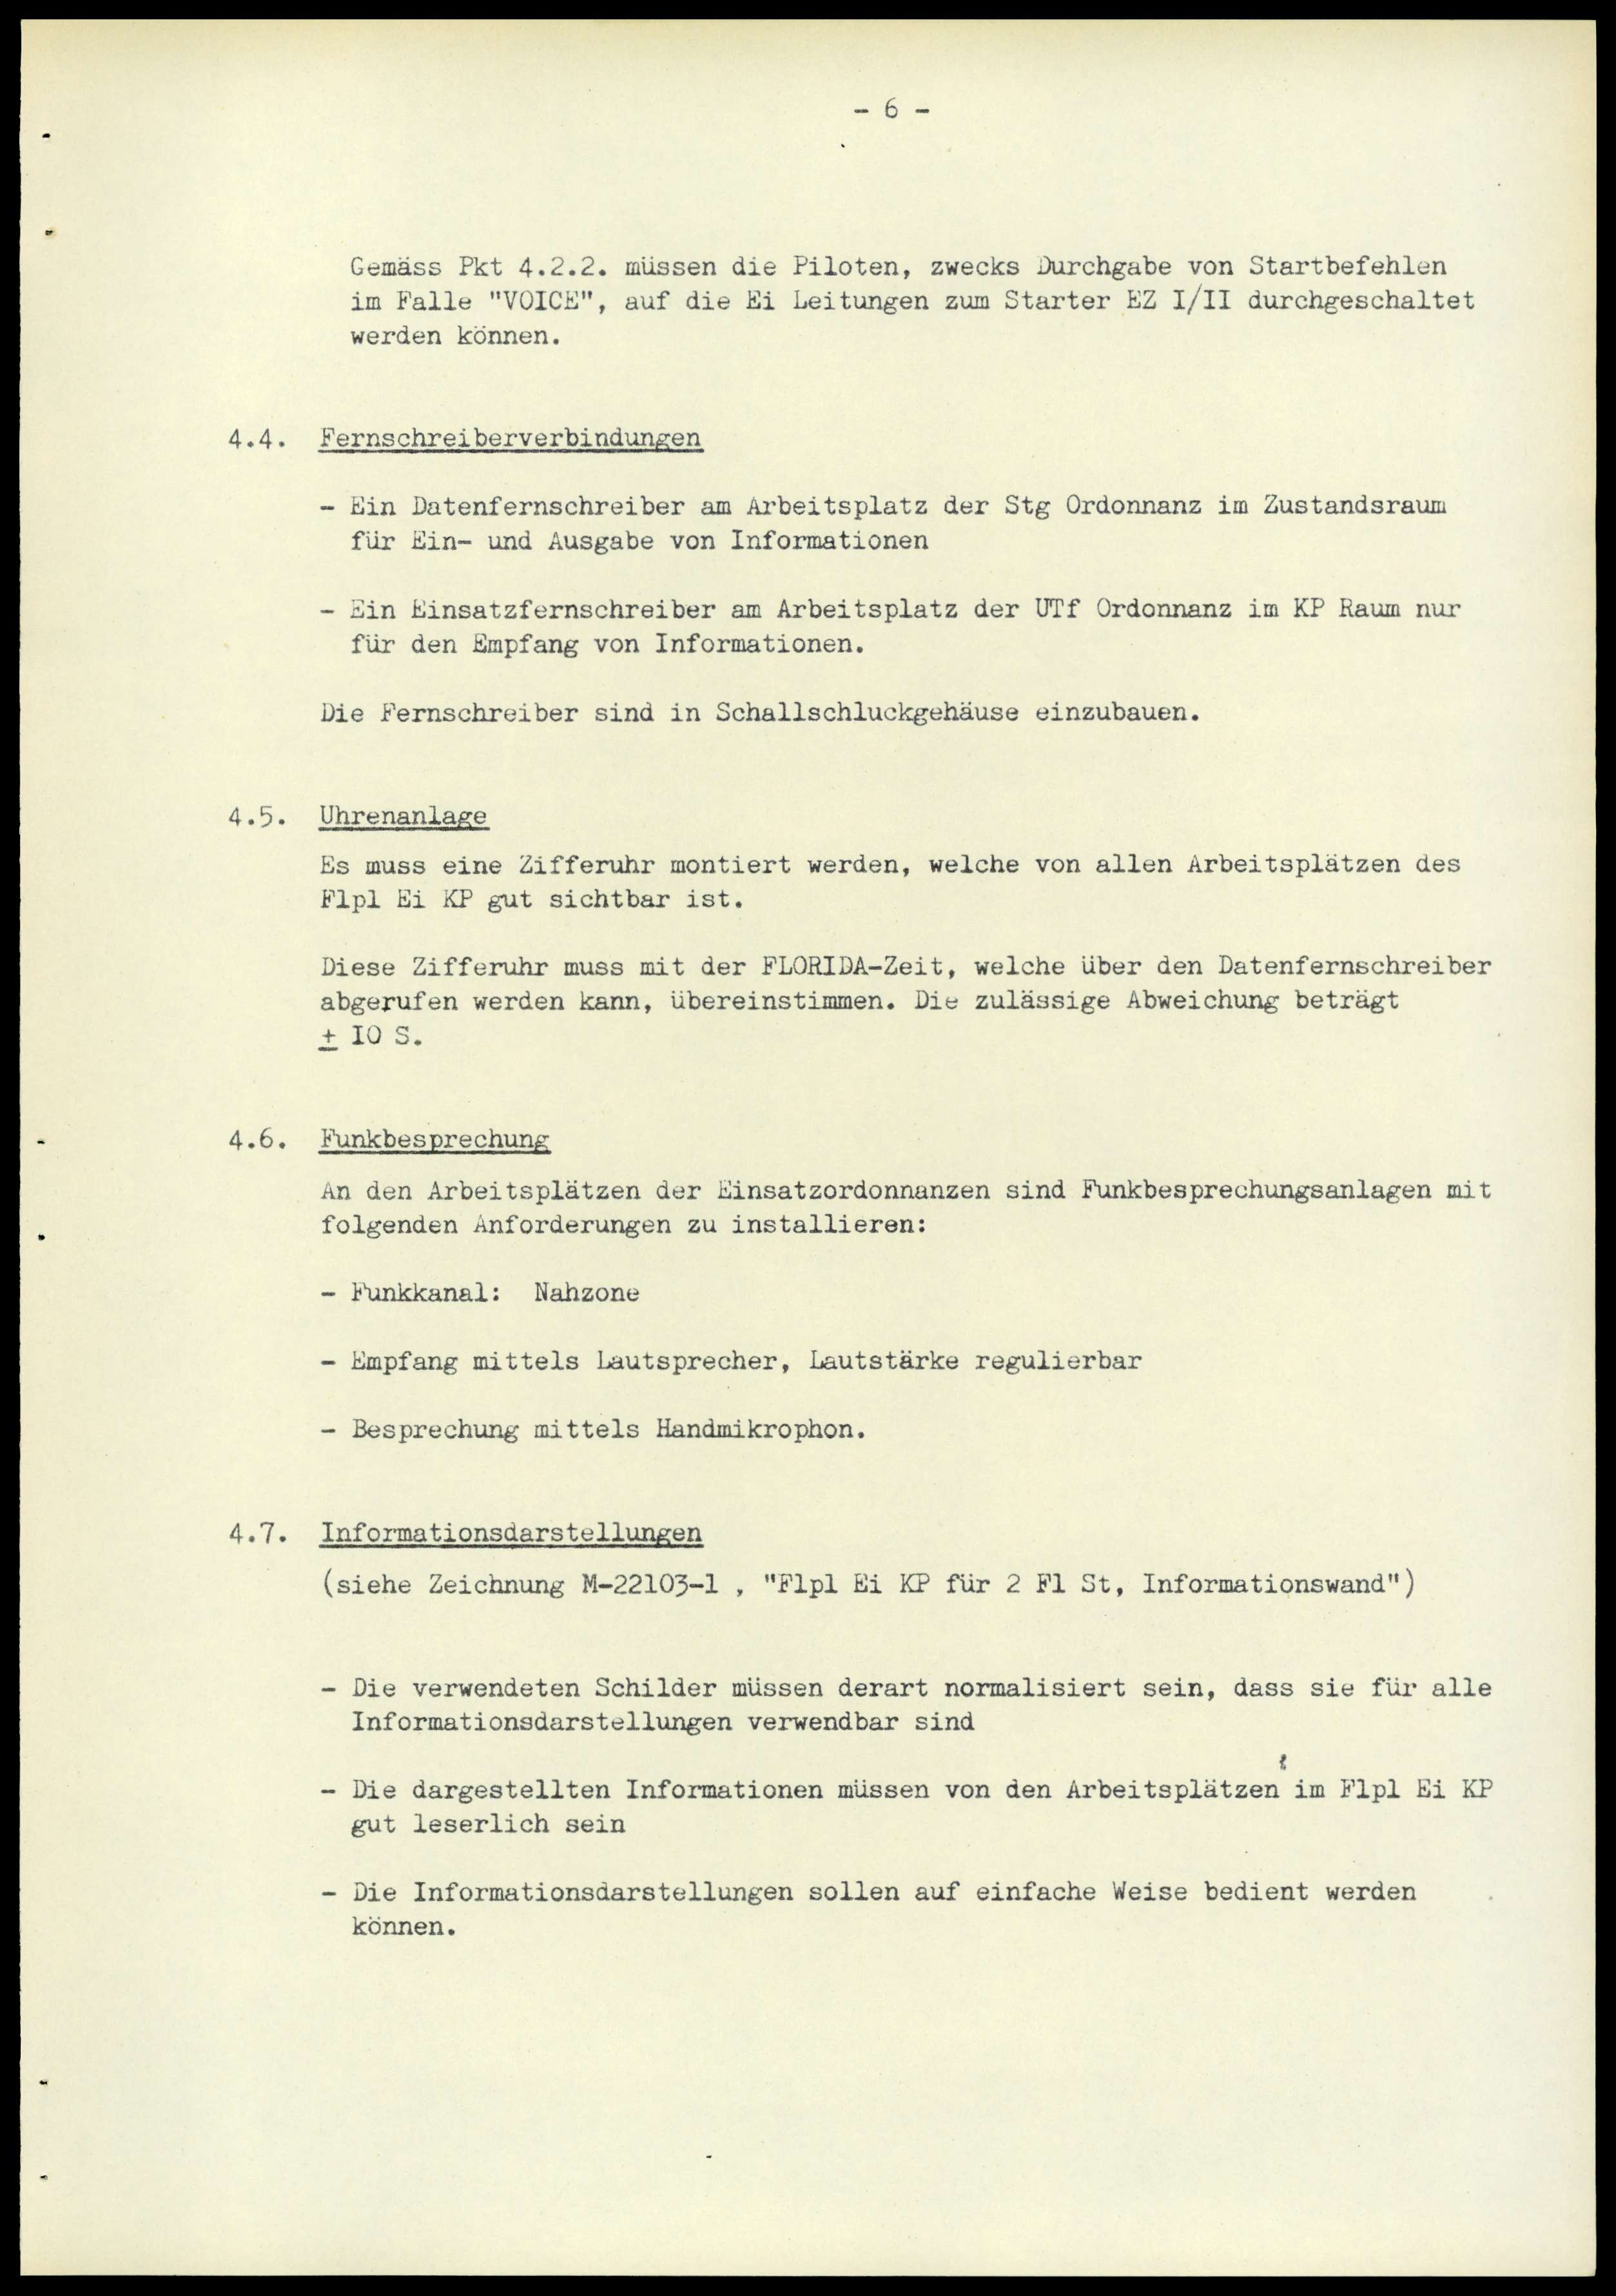 - 6 -
Gemäss Pkt 4.2.2. müssen die Piloten, zwecks Durchgabe von Startbefehlen
im Falle "VOICE", auf die Ei Leitungen zum Starter EZ I/II durchgeschaltet
werden können.
4.4. Fernschreiberverbindungen
- Ein Datenfernschreiber am Arbeitsplatz der Stg Ordonnanz im Zustandsraum
für Ein- und Ausgabe von Informationen
- Ein Einsatzfernschreiber am Arbeitsplatz der UTf Ordonnanz im KP Raum nur
für den Empfang von Informationen.
Die Fernschreiber sind in Schallschluckgehäuse einzubauen.
4.5. Uhrenanlage
Es muss eine Zifferuhr montiert werden, welche von allen Arbeitsplätzen des
Flpl Ei KP gut sichtbar ist.
Diese Zifferuhr muss mit der FLORIDA-Zeit, welche über den Datenfernschreiber
abgerufen werden kann, übereinstimmen. Die zulässige Abweichung beträgt
± IO S.
4.6. Funkbesprechung
An den Arbeitsplätzen der Einsatzordonnanzen sind Funkbesprechungsanlagen mit
folgenden Anforderungen zu installieren:
- Funkkanal: Nahzone
- Empfang mittels Lautsprecher, Lautstärke regulierbar
- Besprechung mittels Handmikrophon.
4.7. Informationsdarstellungen
(siehe Zeichnung M-22103-1 , "Flpl Ei KP für 2 Fl St, Informationswand")
- Die verwendeten Schilder müssen derart normalisiert sein, dass sie für alle
Informationsdarstellungen verwendbar sind
- Die dargestellten Informationen müssen von den Arbeitsplätzen im Flpl Ei KP
gut leserlich sein
- Die Informationsdarstellungen sollen auf einfache Weise bedient werden
können.